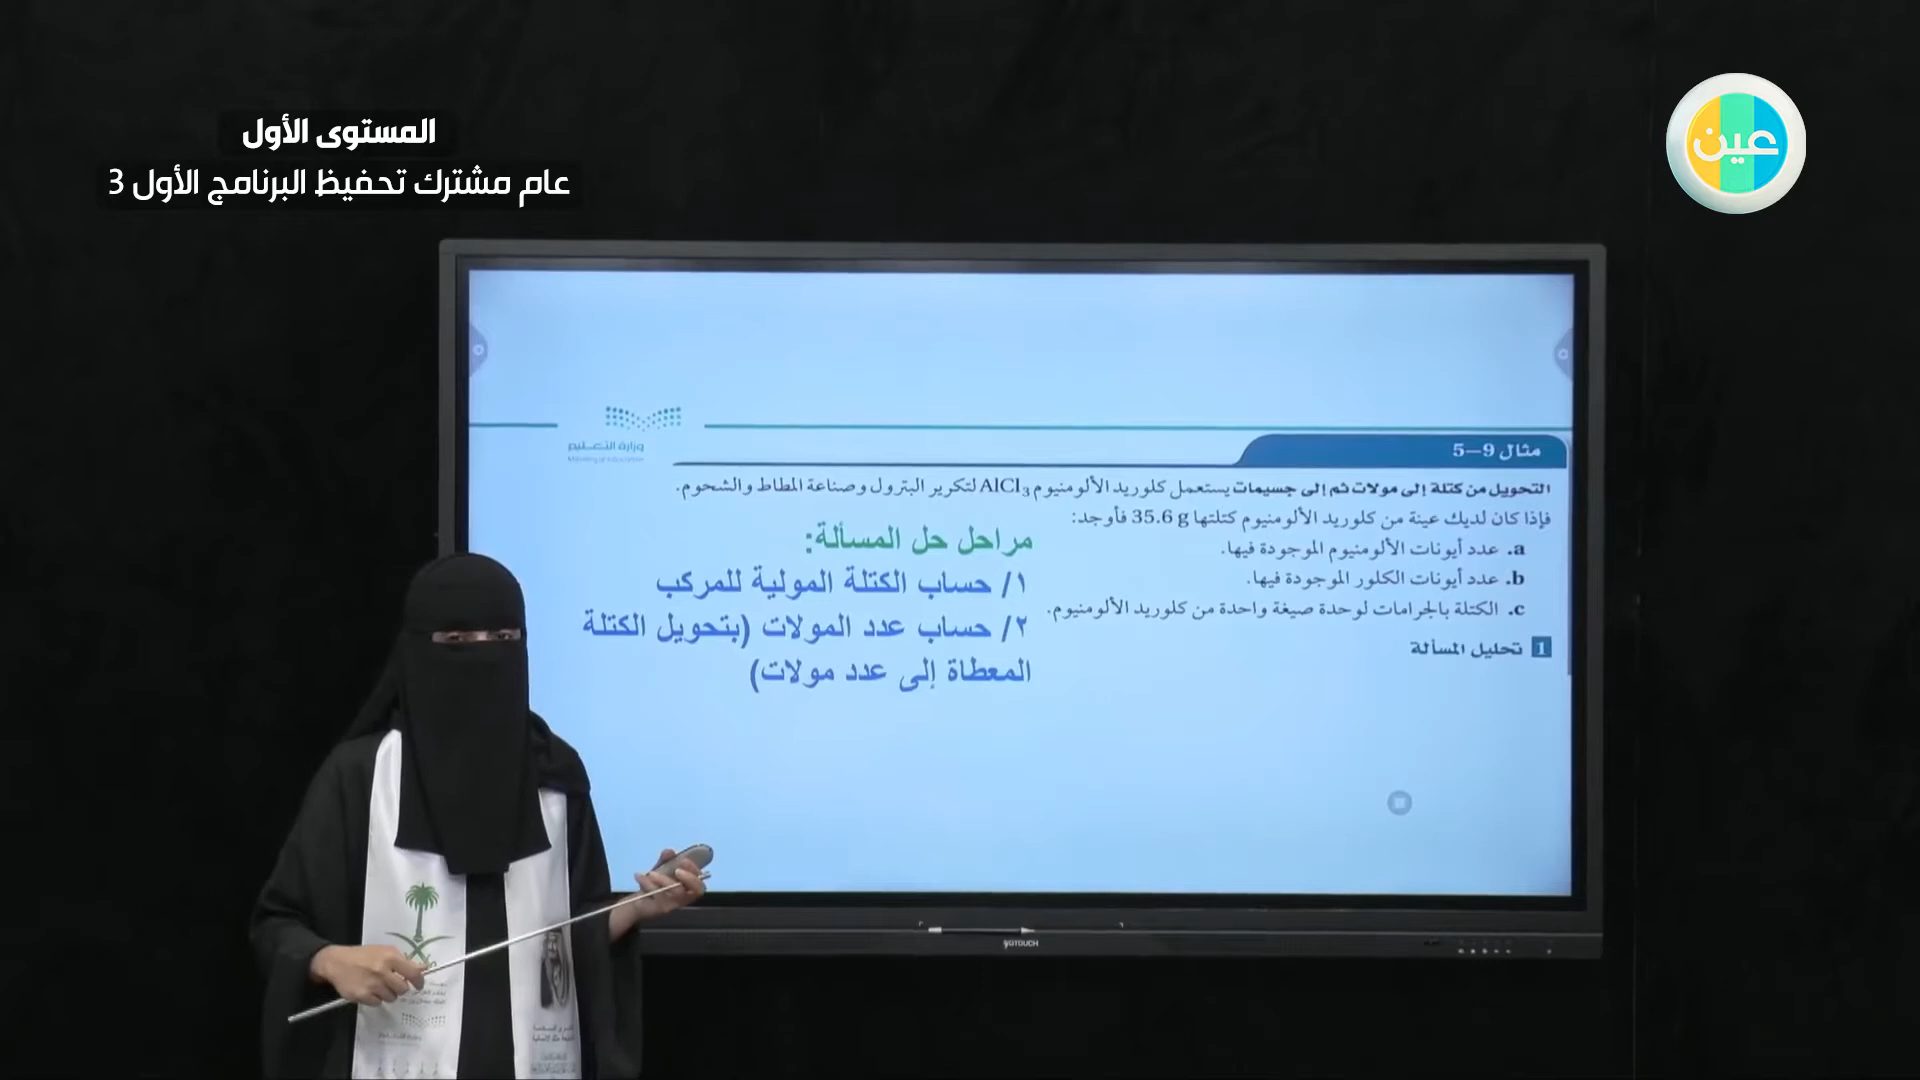 المستوى الأول
عام مشترك تحفيظ البرنامج الأول 3
عين
وزارة التعليم
Ministry of Education
مثال 9–5
التحويل من كتلة إلى مولات ثم إلى جسيمات يستعمل كلوريد الألومنيوم AlCl₃ لتكرير البترول وصناعة المطاط والشحوم.
فإذا كان لديك عينة من كلوريد الألومنيوم كتلتها 35.6 g فأوجد:
a. عدد أيونات الألومنيوم الموجودة فيها.
b. عدد أيونات الكلور الموجودة فيها.
c. الكتلة بالجرامات لوحدة صيغة واحدة من كلوريد الألومنيوم.
1 تحليل المسألة
مراحل حل المسألة:
١/ حساب الكتلة المولية للمركب
٢/ حساب عدد المولات (بتحويل الكتلة
المعطاة إلى عدد مولات)